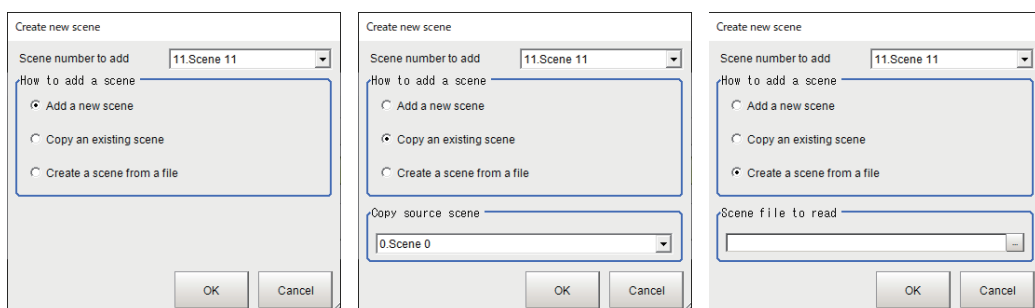 Create new scene
Scene number to add 11.Scene 11
How to add a scene
Add a new scene
Copy an existing scene
Create a scene from a file
OK Cancel
Create new scene
Scene number to add 11.Scene 11
How to add a scene
Add a new scene
Copy an existing scene
Create a scene from a file
Copy source scene
0.Scene 0
OK Cancel
Create new scene
Scene number to add 11.Scene 11
How to add a scene
Add a new scene
Copy an existing scene
Create a scene from a file
Scene file to read
...
OK Cancel